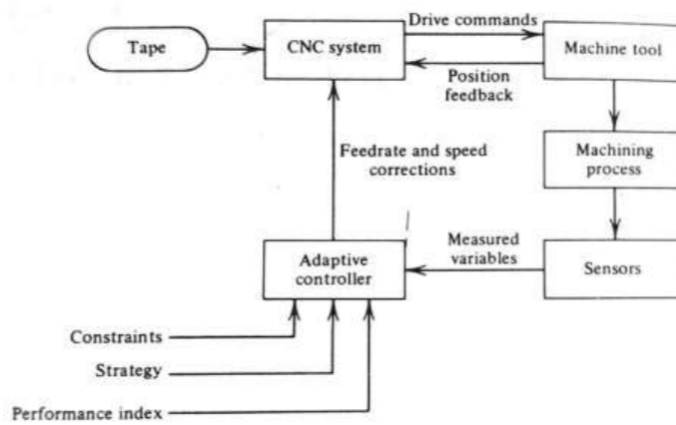 Tape
CNC system
Drive commands
Machine tool
Position
feedback
Feedrate and speed
corrections
Machining
process
Adaptive
controller
Measured
variables
Sensors
Constraints
Strategy
Performance index